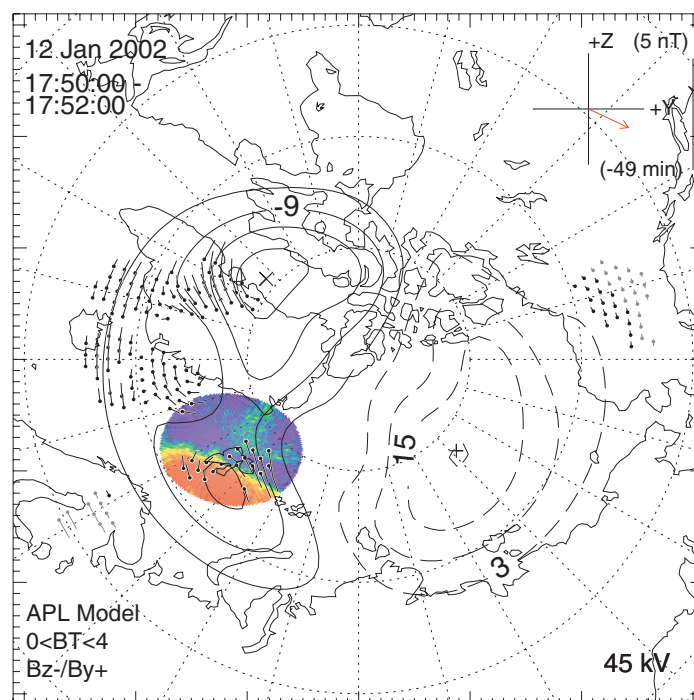 12 Jan 2002
17:50:00 -
17:52:00
+Z (5 nT)
+Y
(-49 min)
-9
15
3
APL Model
0<BT<4
Bz-/By+
45 kV